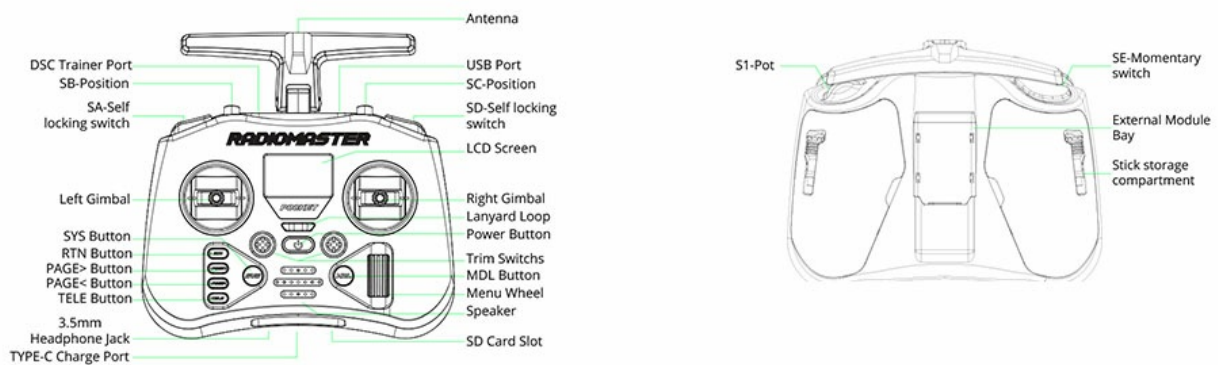 Antenna
DSC Trainer Port
USB Port
SB-Position
SC-Position
SA-Self
locking switch
SD-Self locking
switch
RADIOMASTER
LCD Screen
Left Gimbal
Right Gimbal
POCKET
Lanyard Loop
Power Button
SYS Button
RTN Button
Trim Switchs
PAGE> Button
SYS
MDL
MDL Button
PAGE< Button
Menu Wheel
TELE Button
Speaker
3.5mm
Headphone Jack
SD Card Slot
TYPE-C Charge Port
S1-Pot
SE-Momentary
switch
External Module
Bay
Stick storage
compartment